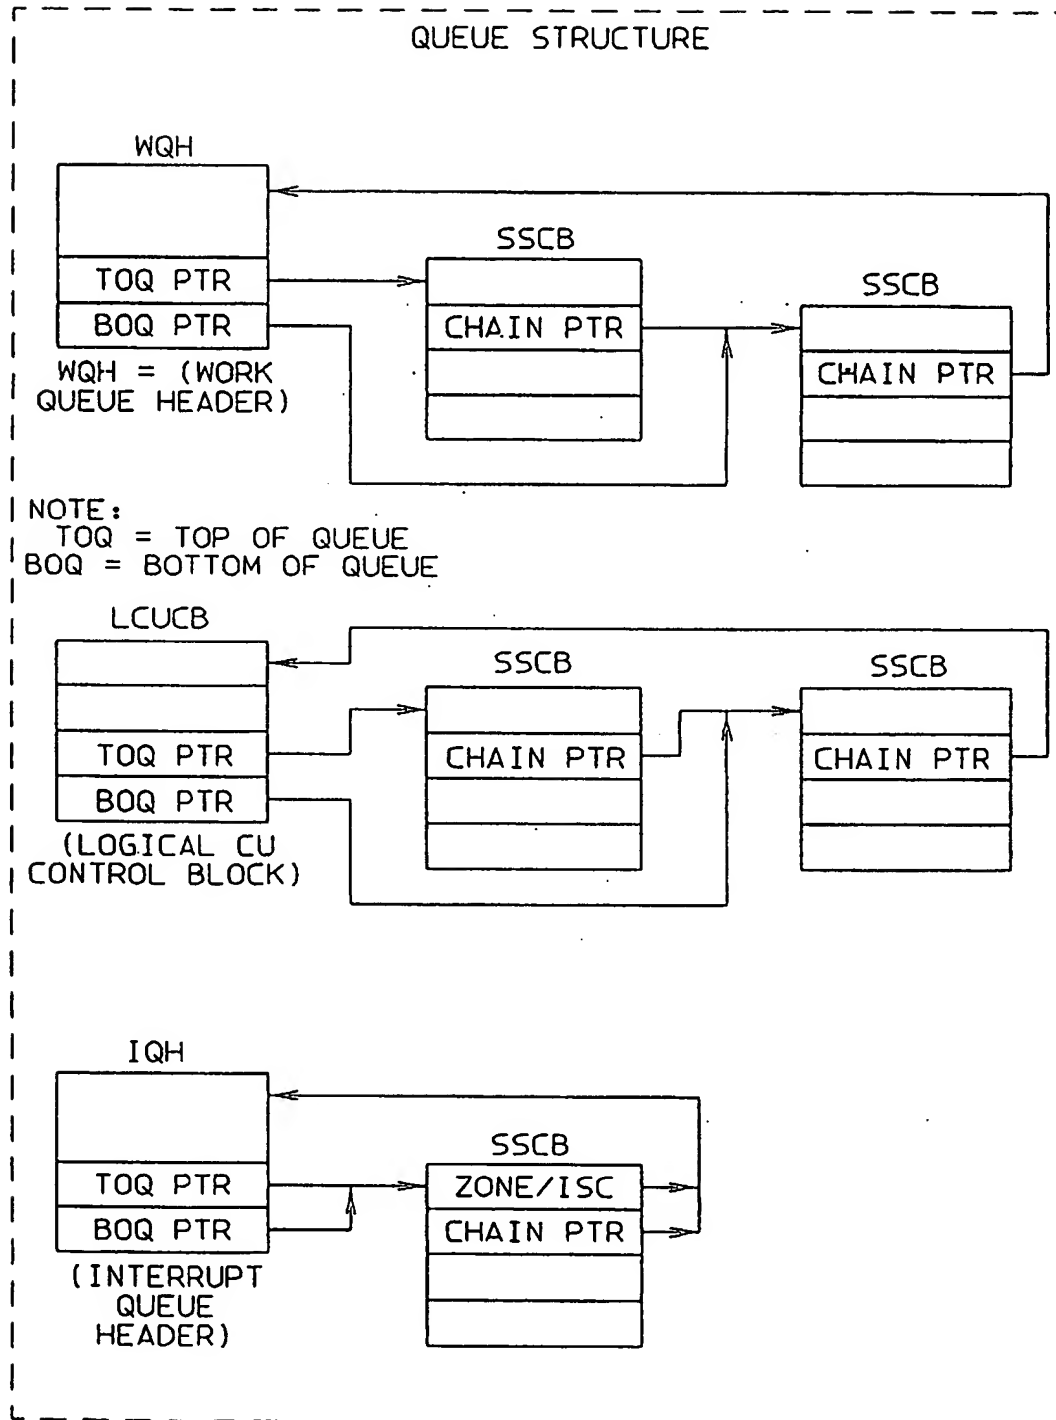 QUEUE STRUCTURE
WQH
SSCB
SSCB
TOQ PTR
BOQ PTR
CHAIN PTR
CHAIN PTR
WQH = (WORK
QUEUE HEADER)
NOTE:
TOQ = TOP OF QUEUE
BOQ = BOTTOM OF QUEUE
LCUCB
SSCB
SSCB
TOQ PTR
BOQ PTR
CHAIN PTR
CHAIN PTR
(LOGICAL CU
CONTROL BLOCK)
IQH
SSCB
TOQ PTR
BOQ PTR
ZONE/ISC
CHAIN PTR
(INTERRUPT
QUEUE
HEADER)